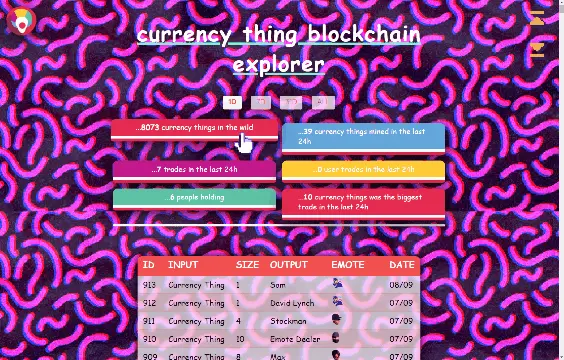 currency thing blockchain
explorer
1D
ALL
...8073 currency things in the wild
...39 currency things mined in the last
24h
...7 trades in the last 24h
...0 user trades in the last 24h
...6 people holding
...10 currency things was the biggest
trade in the last 24h
ID INPUT SIZE OUTPUT EMOTE DATE
913 Currency Thing 1 Sam 08/09
912 Currency Thing 1 David Lynch 07/09
911 Currency Thing 4 Stockman 07/09
910 Currency Thing 10 Emote Dealer 07/09
909 Currency Thing 8 Max 07/09